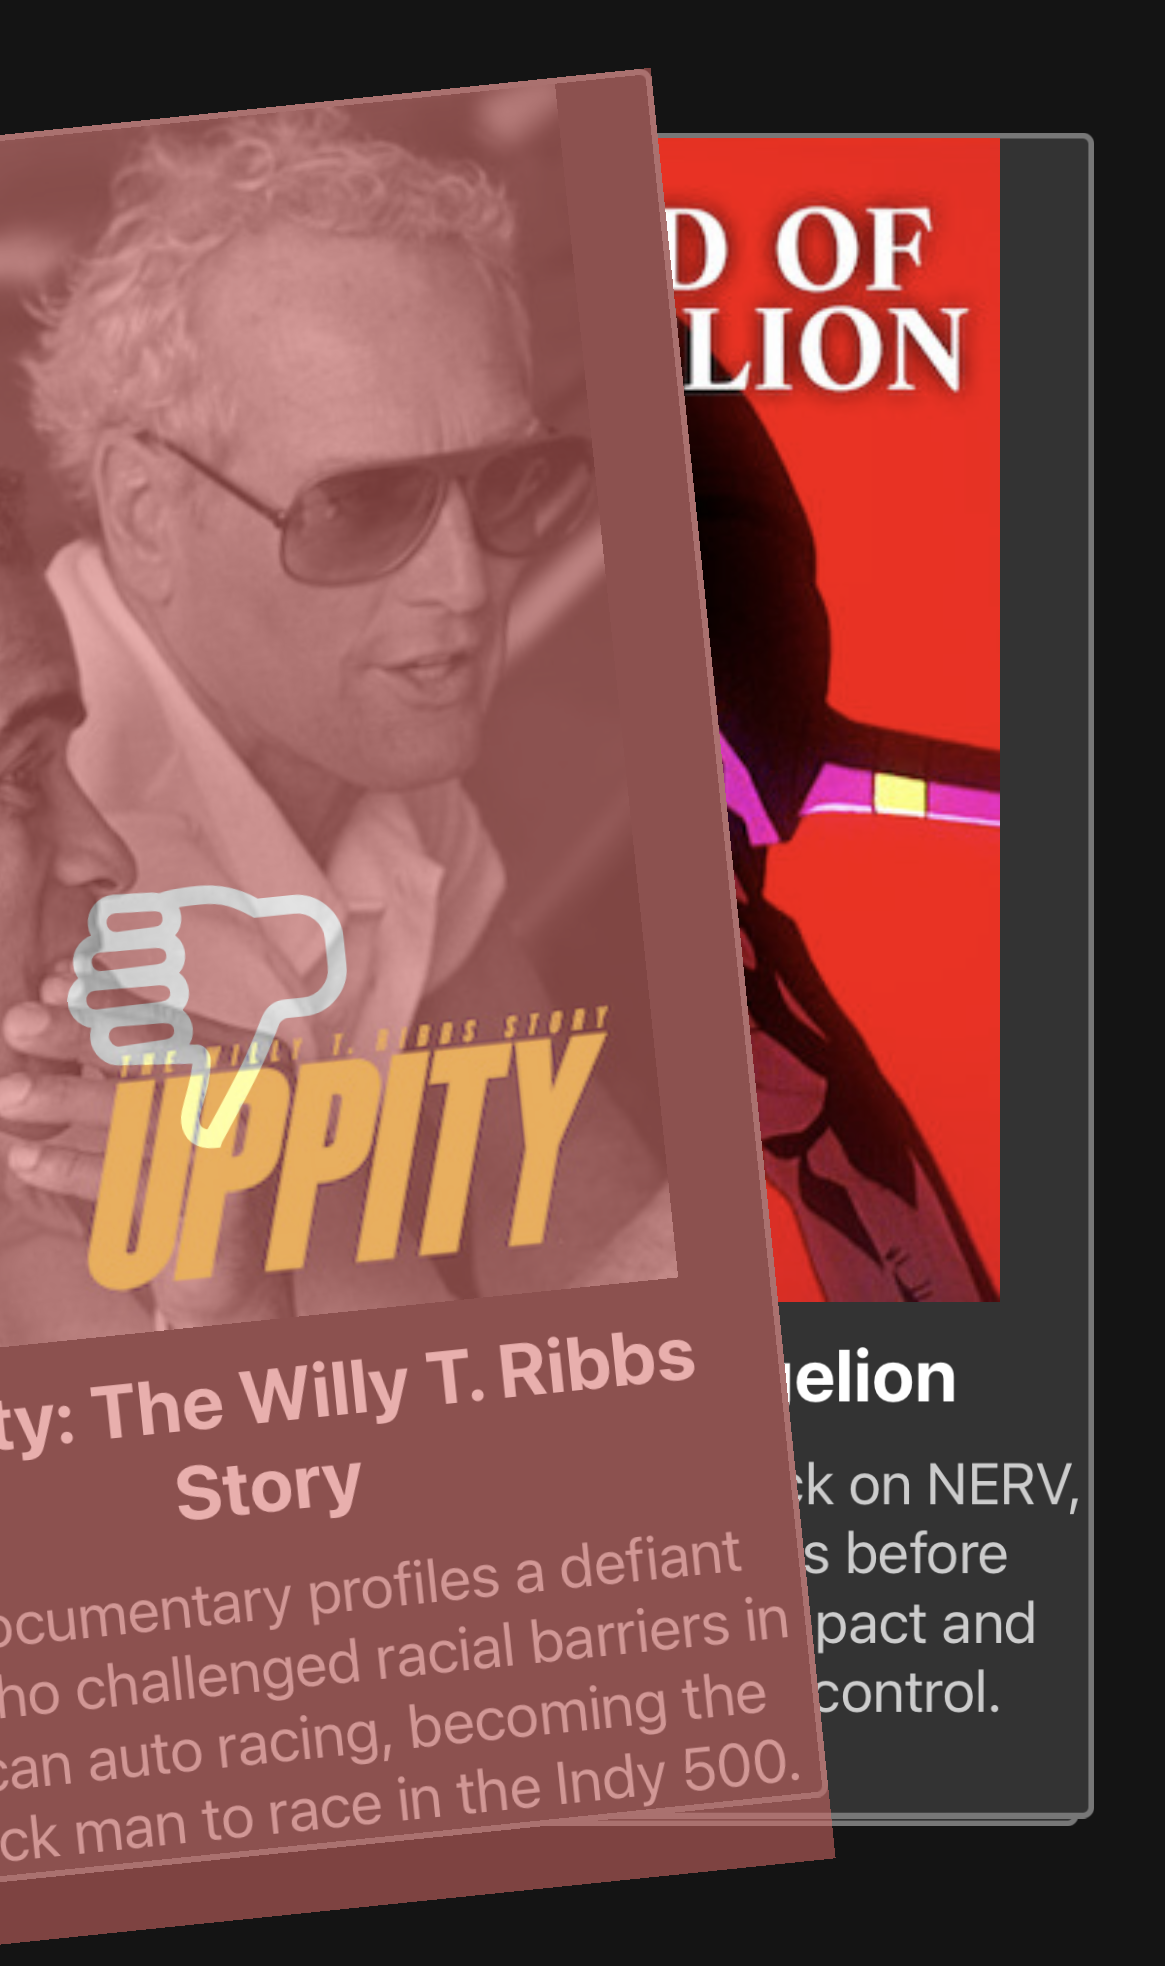 D OF
LION
THE WILLY T. RIBBS STORY
UPPITY
ty: The Willy T. Ribbs
Story
ocumentary profiles a defiant
ho challenged racial barriers in
can auto racing, becoming the
ck man to race in the Indy 500.
gelion
ck on NERV,
s before
pact and
control.